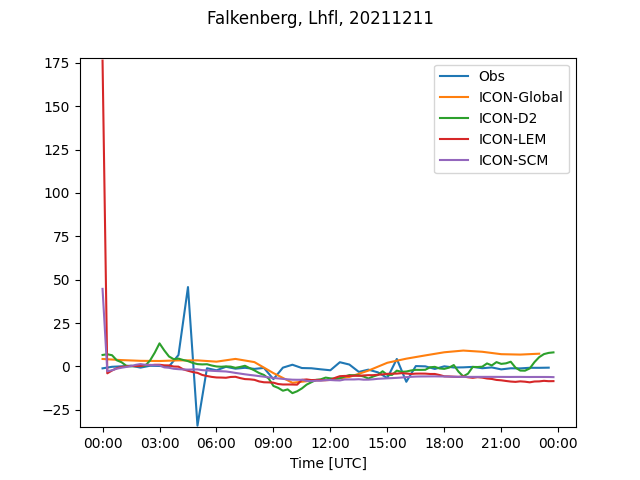 Falkenberg, Lhfl, 20211211
175
150
125
100
75
50
25
0
−25
Obs
ICON-Global
ICON-D2
ICON-LEM
ICON-SCM
00:00 03:00 06:00 09:00 12:00 15:00 18:00 21:00 00:00
Time [UTC]